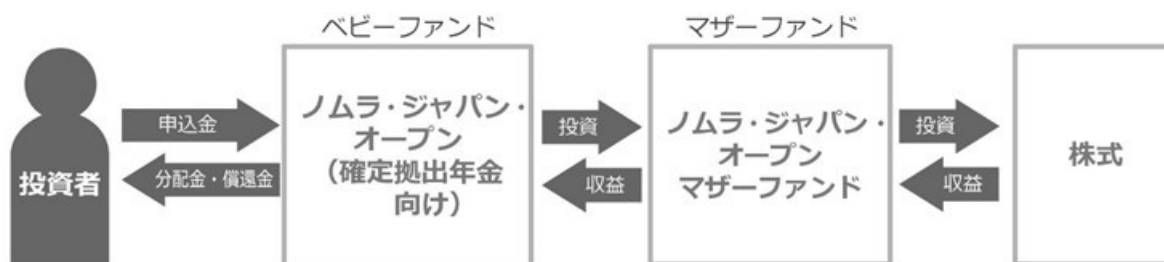 ベビーファンド
マザーファンド
投資者
申込金
分配金・償還金
ノムラ・ジャパン・
オープン
（確定拠出年金
向け）
投資
収益
ノムラ・ジャパン・
オープン
マザーファンド
投資
収益
株式